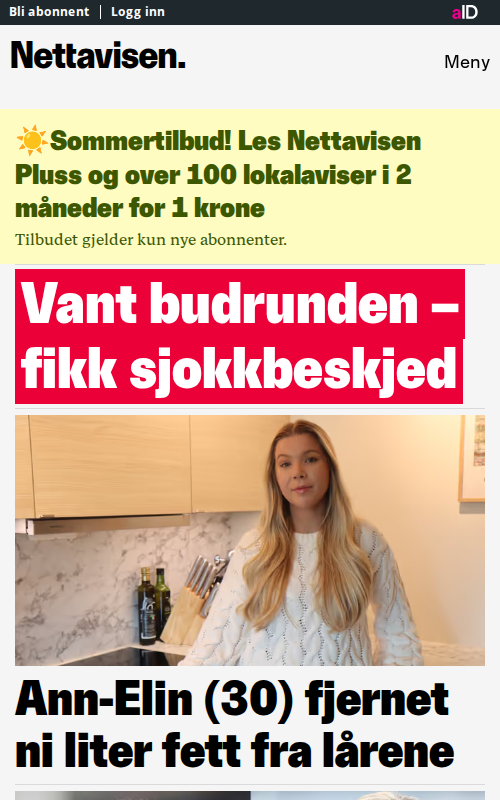 Bli abonnent
Logg inn
aID
Nettavisen.
Meny
☀️Sommertilbud! Les Nettavisen
Pluss og over 100 lokalaviser i 2
måneder for 1 krone
Tilbudet gjelder kun nye abonnenter.
Vant budrunden –
fikk sjokkbeskjed
Ann-Elin (30) fjernet
ni liter fett fra lårene